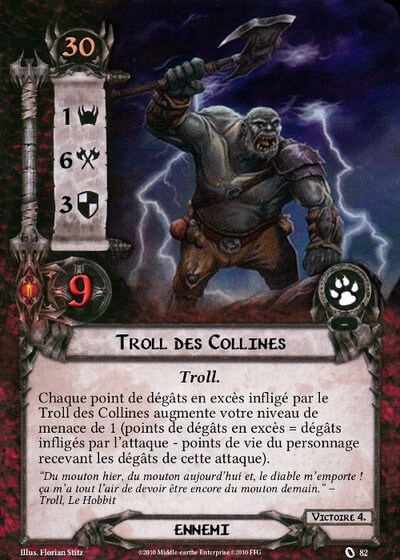 30
1
6
3
9
TROLL DES COLLINES
Troll.
Chaque point de dégâts en excès infligé par le
Troll des Collines augmente votre niveau de
menace de 1 (points de dégâts en excès = dégâts
infligés par l'attaque - points de vie du personnage
recevant les dégâts de cette attaque).
"Du mouton hier, du mouton aujourd'hui et, le diable m'emporte !
ça m'a tout l'air de devoir être encore du mouton demain." –
Troll, Le Hobbit
VICTOIRE 4.
ENNEMI
Illus. Florian Stitz
©2010 Middle-earthe Enterprise ©2010 FFG
82